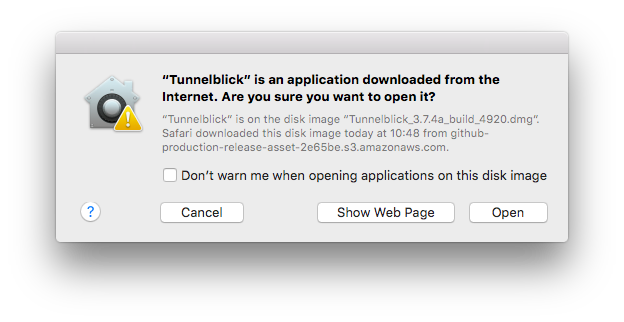 “Tunnelblick” is an application downloaded from the
Internet. Are you sure you want to open it?
“Tunnelblick” is on the disk image “Tunnelblick_3.7.4a_build_4920.dmg”.
Safari downloaded this disk image today at 10:48 from github-
production-release-asset-2e65be.s3.amazonaws.com.
Don’t warn me when opening applications on this disk image
?
Cancel
Show Web Page
Open